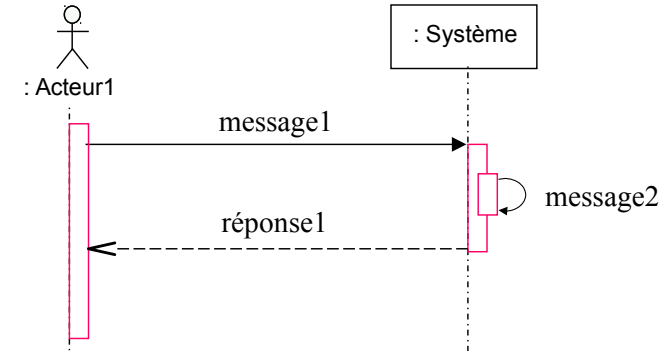 : Système
: Acteur1
message1
message2
réponse1